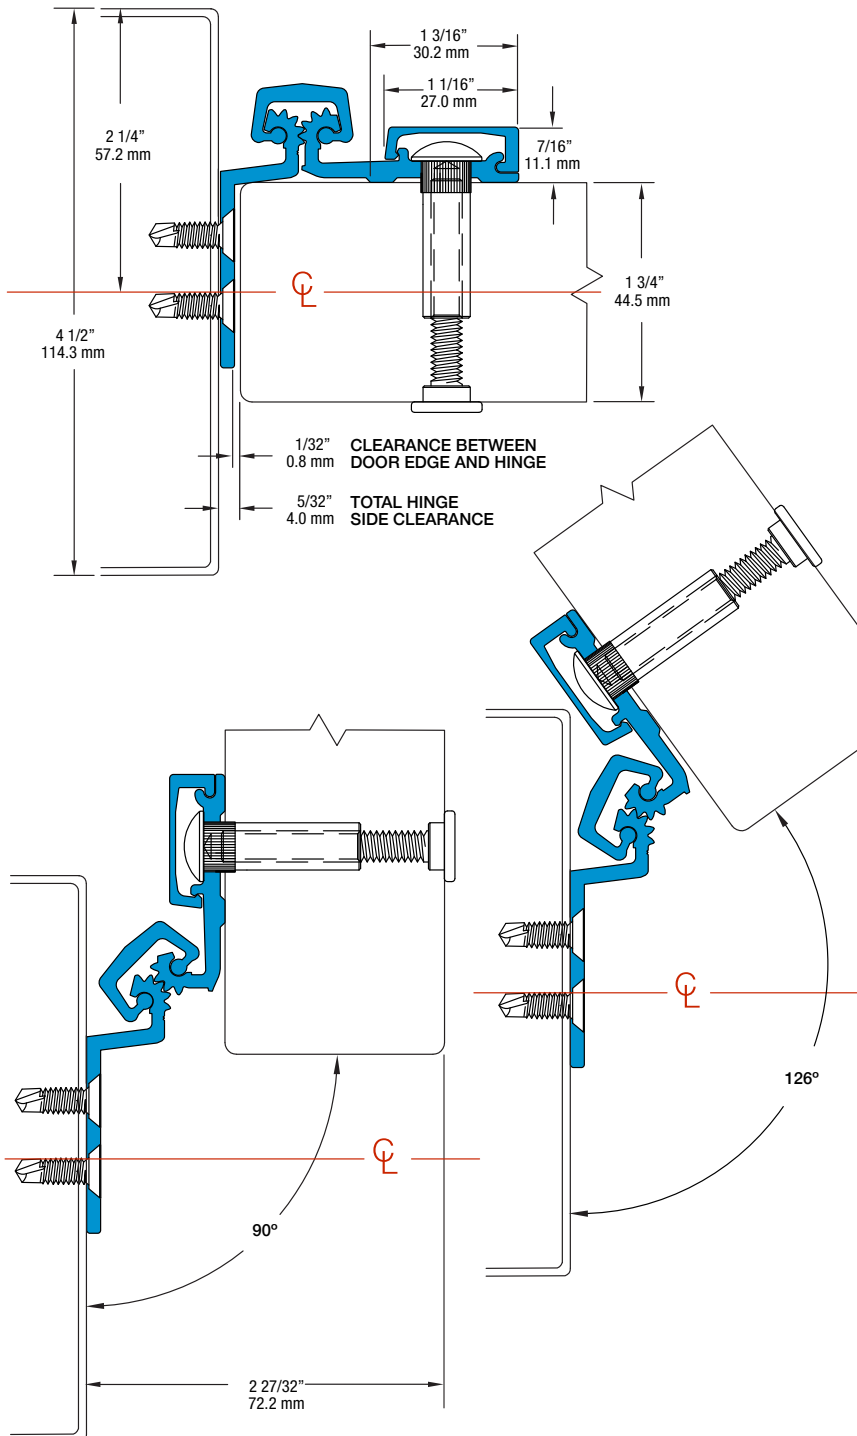 1 3/16”
30.2 mm
1 1/16”
27.0 mm
2 1/4”
57.2 mm
7/16”
11.1 mm
CL
1 3/4”
44.5 mm
4 1/2”
114.3 mm
1/32” CLEARANCE BETWEEN
0.8 mm DOOR EDGE AND HINGE
5/32” TOTAL HINGE
4.0 mm SIDE CLEARANCE
CL
126º
CL
90º
2 27/32”
72.2 mm